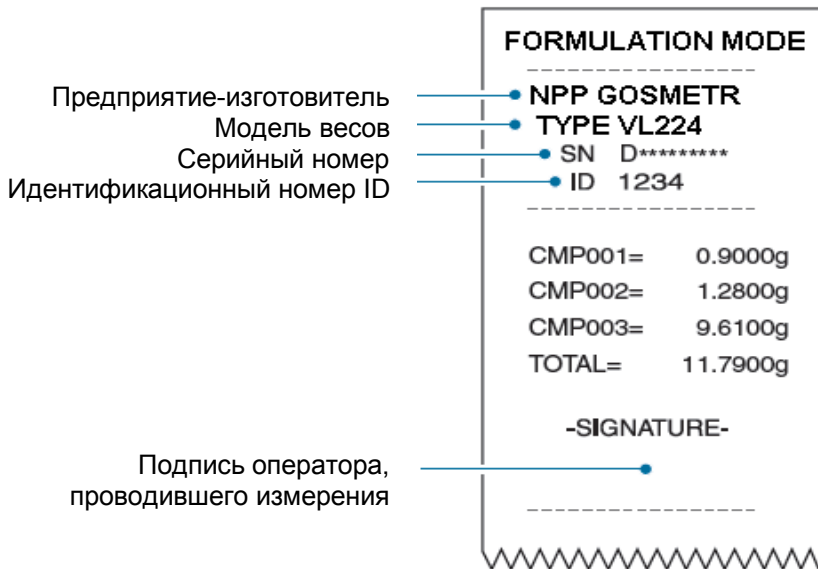 FORMULATION MODE
Предприятие-изготовитель
NPP GOSMETR
Модель весов
TYPE VL224
Серийный номер
SN D*********
Идентификационный номер ID
ID 1234
CMP001= 0.9000g
CMP002= 1.2800g
CMP003= 9.6100g
TOTAL= 11.7900g
-SIGNATURE-
Подпись оператора,
проводившего измерения